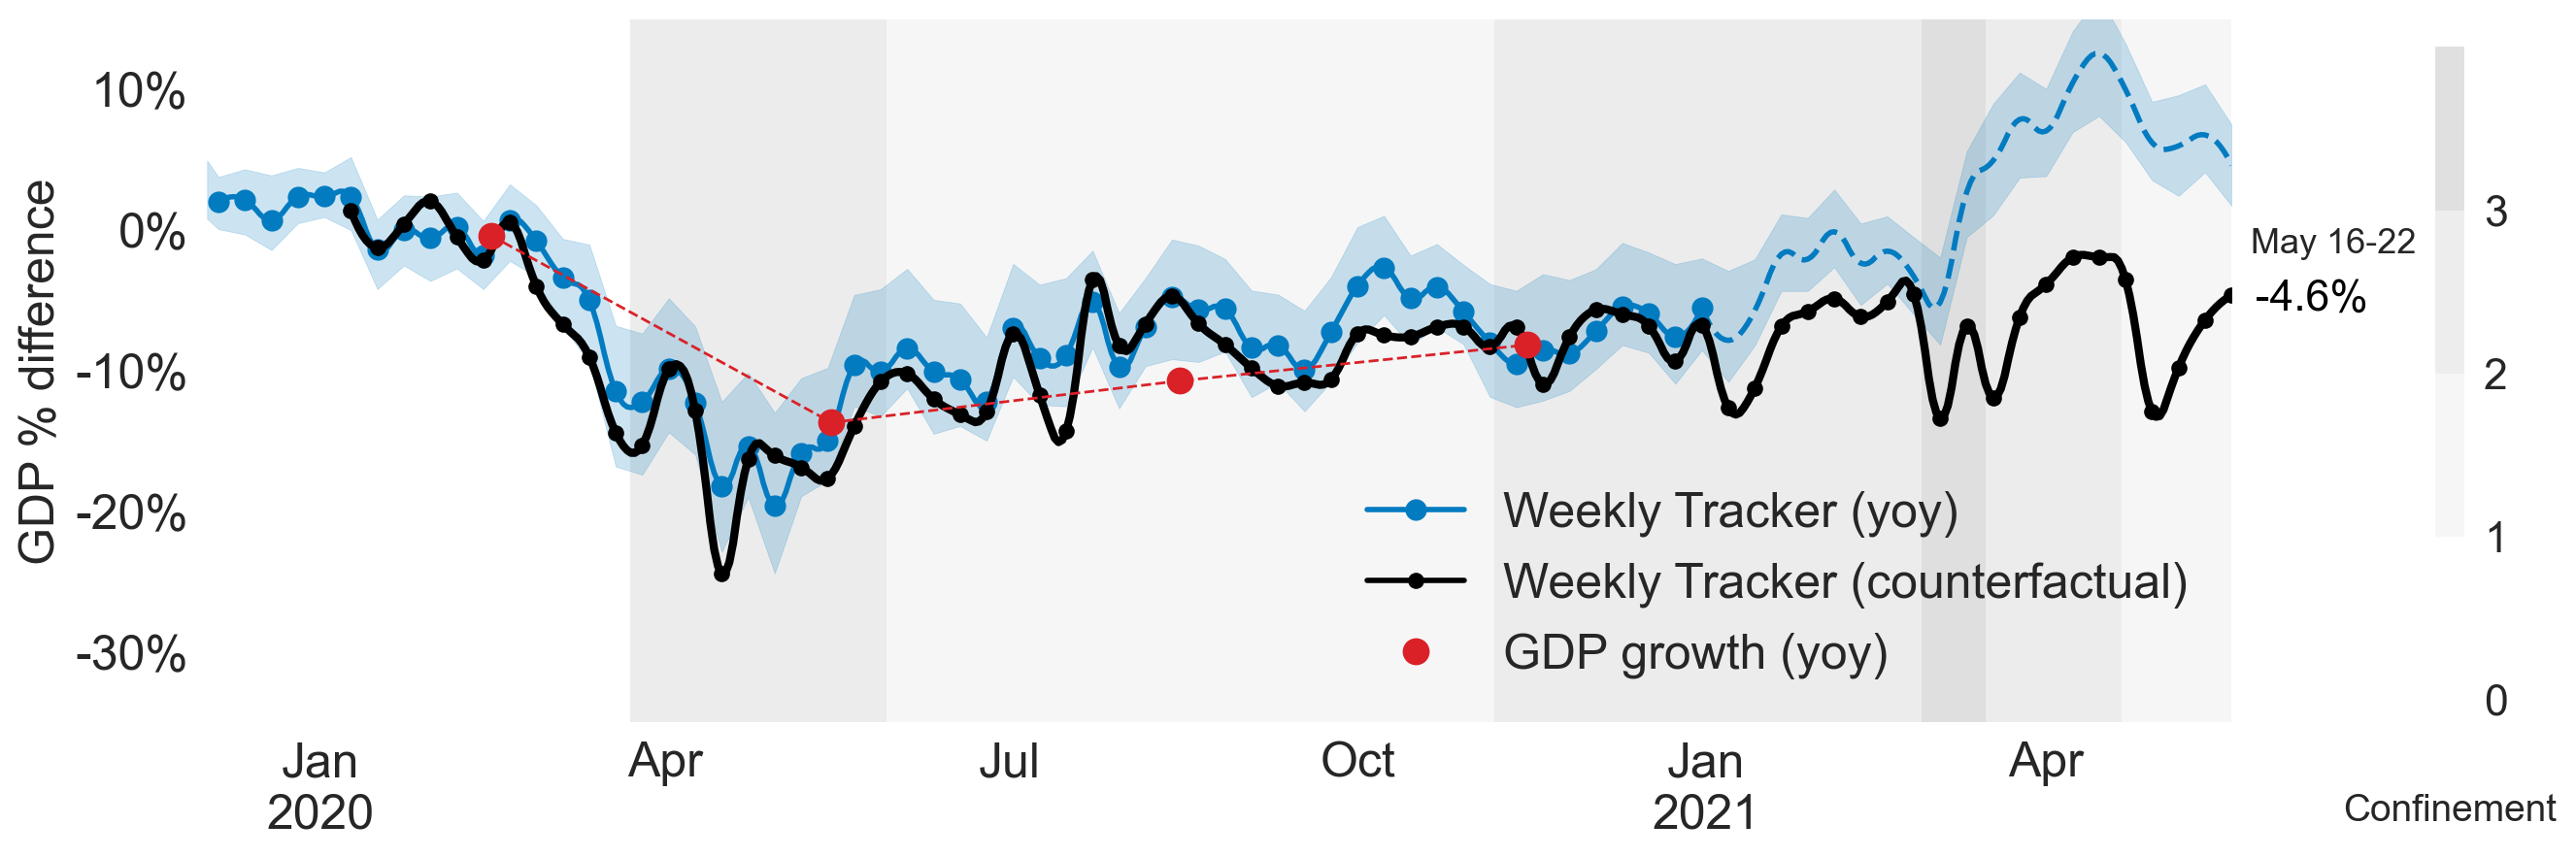 GDP % difference
10%
0%
-10%
-20%
-30%
Jan
2020
Apr
Jul
Oct
Jan
2021
Apr
Weekly Tracker (yoy)
Weekly Tracker (counterfactual)
GDP growth (yoy)
May 16-22
-4.6%
3
2
1
0
Confinement